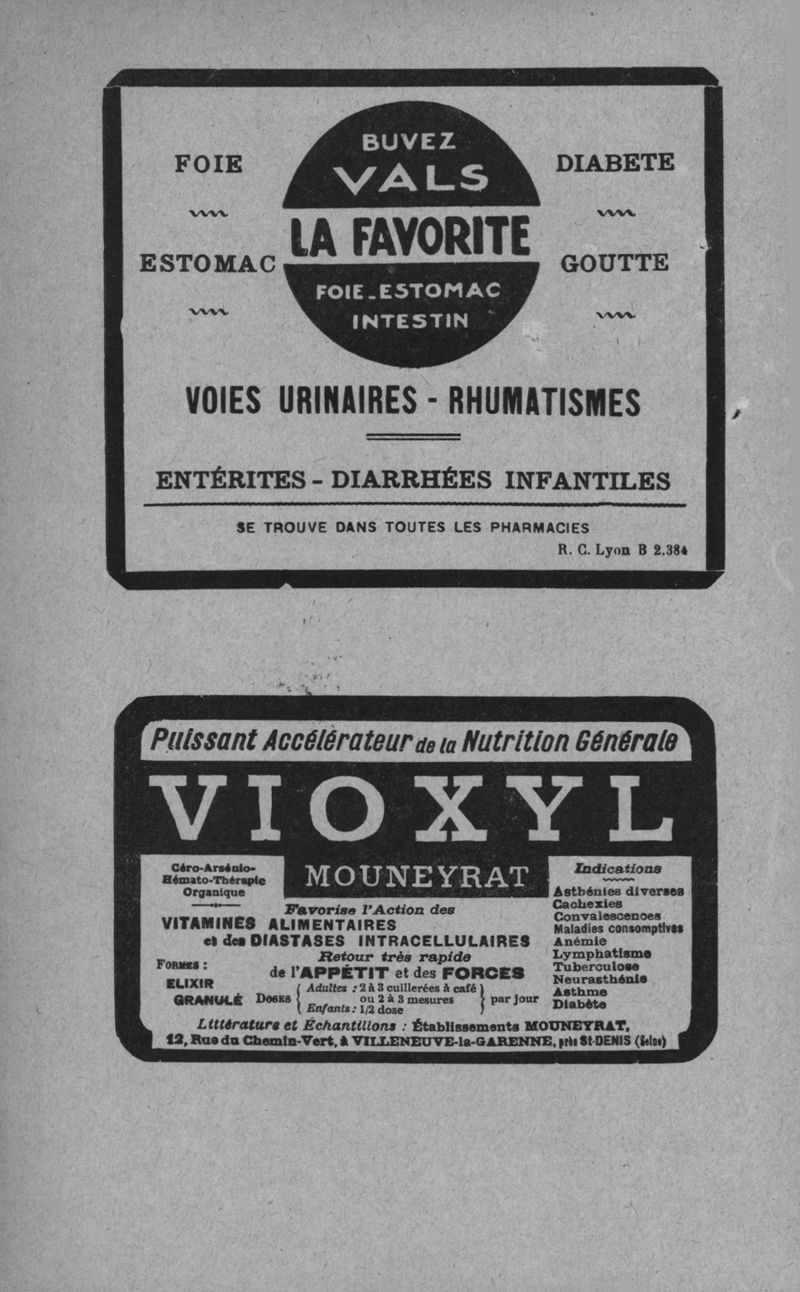 BUVEZ
VALS
LA FAVORITE
FOIE-ESTOMAC
INTESTIN
FOIE
ESTOMAC
DIABETE
GOUTTE
VOIES URINAIRES - RHUMATISMES
ENTÉRITES - DIARRHÉES INFANTILES
SE TROUVE DANS TOUTES LES PHARMACIES
R. C. Lyon B 2.384
Puissant Accélérateur de la Nutrition Générale
VIOXYL
MOUNEYRAT
Céro-Arsénio-
Hémato-Thérapie
Organique
Favorise l'Action des
VITAMINES ALIMENTAIRES
et des DIASTASES INTRACELLULAIRES
Retour très rapide
de l'APPÉTIT et des FORCES
FORMES :
ELIXIR
GRANULÉ
DOSES
Adultes : 2 à 3 cuillerées à café
ou 2 à 3 mesures
Enfants : 1/2 dose
par jour
Indications
Asthénies diverses
Cachexies
Convalescences
Maladies consomptives
Anémie
Lymphatisme
Tuberculose
Neurasthénie
Asthme
Diabète
Littérature et Échantillons : Établissements MOUNEYRAT,
12, Rue du Chemin-Vert, à VILLENEUVE-la-GARENNE, près St-DENIS (Seine)